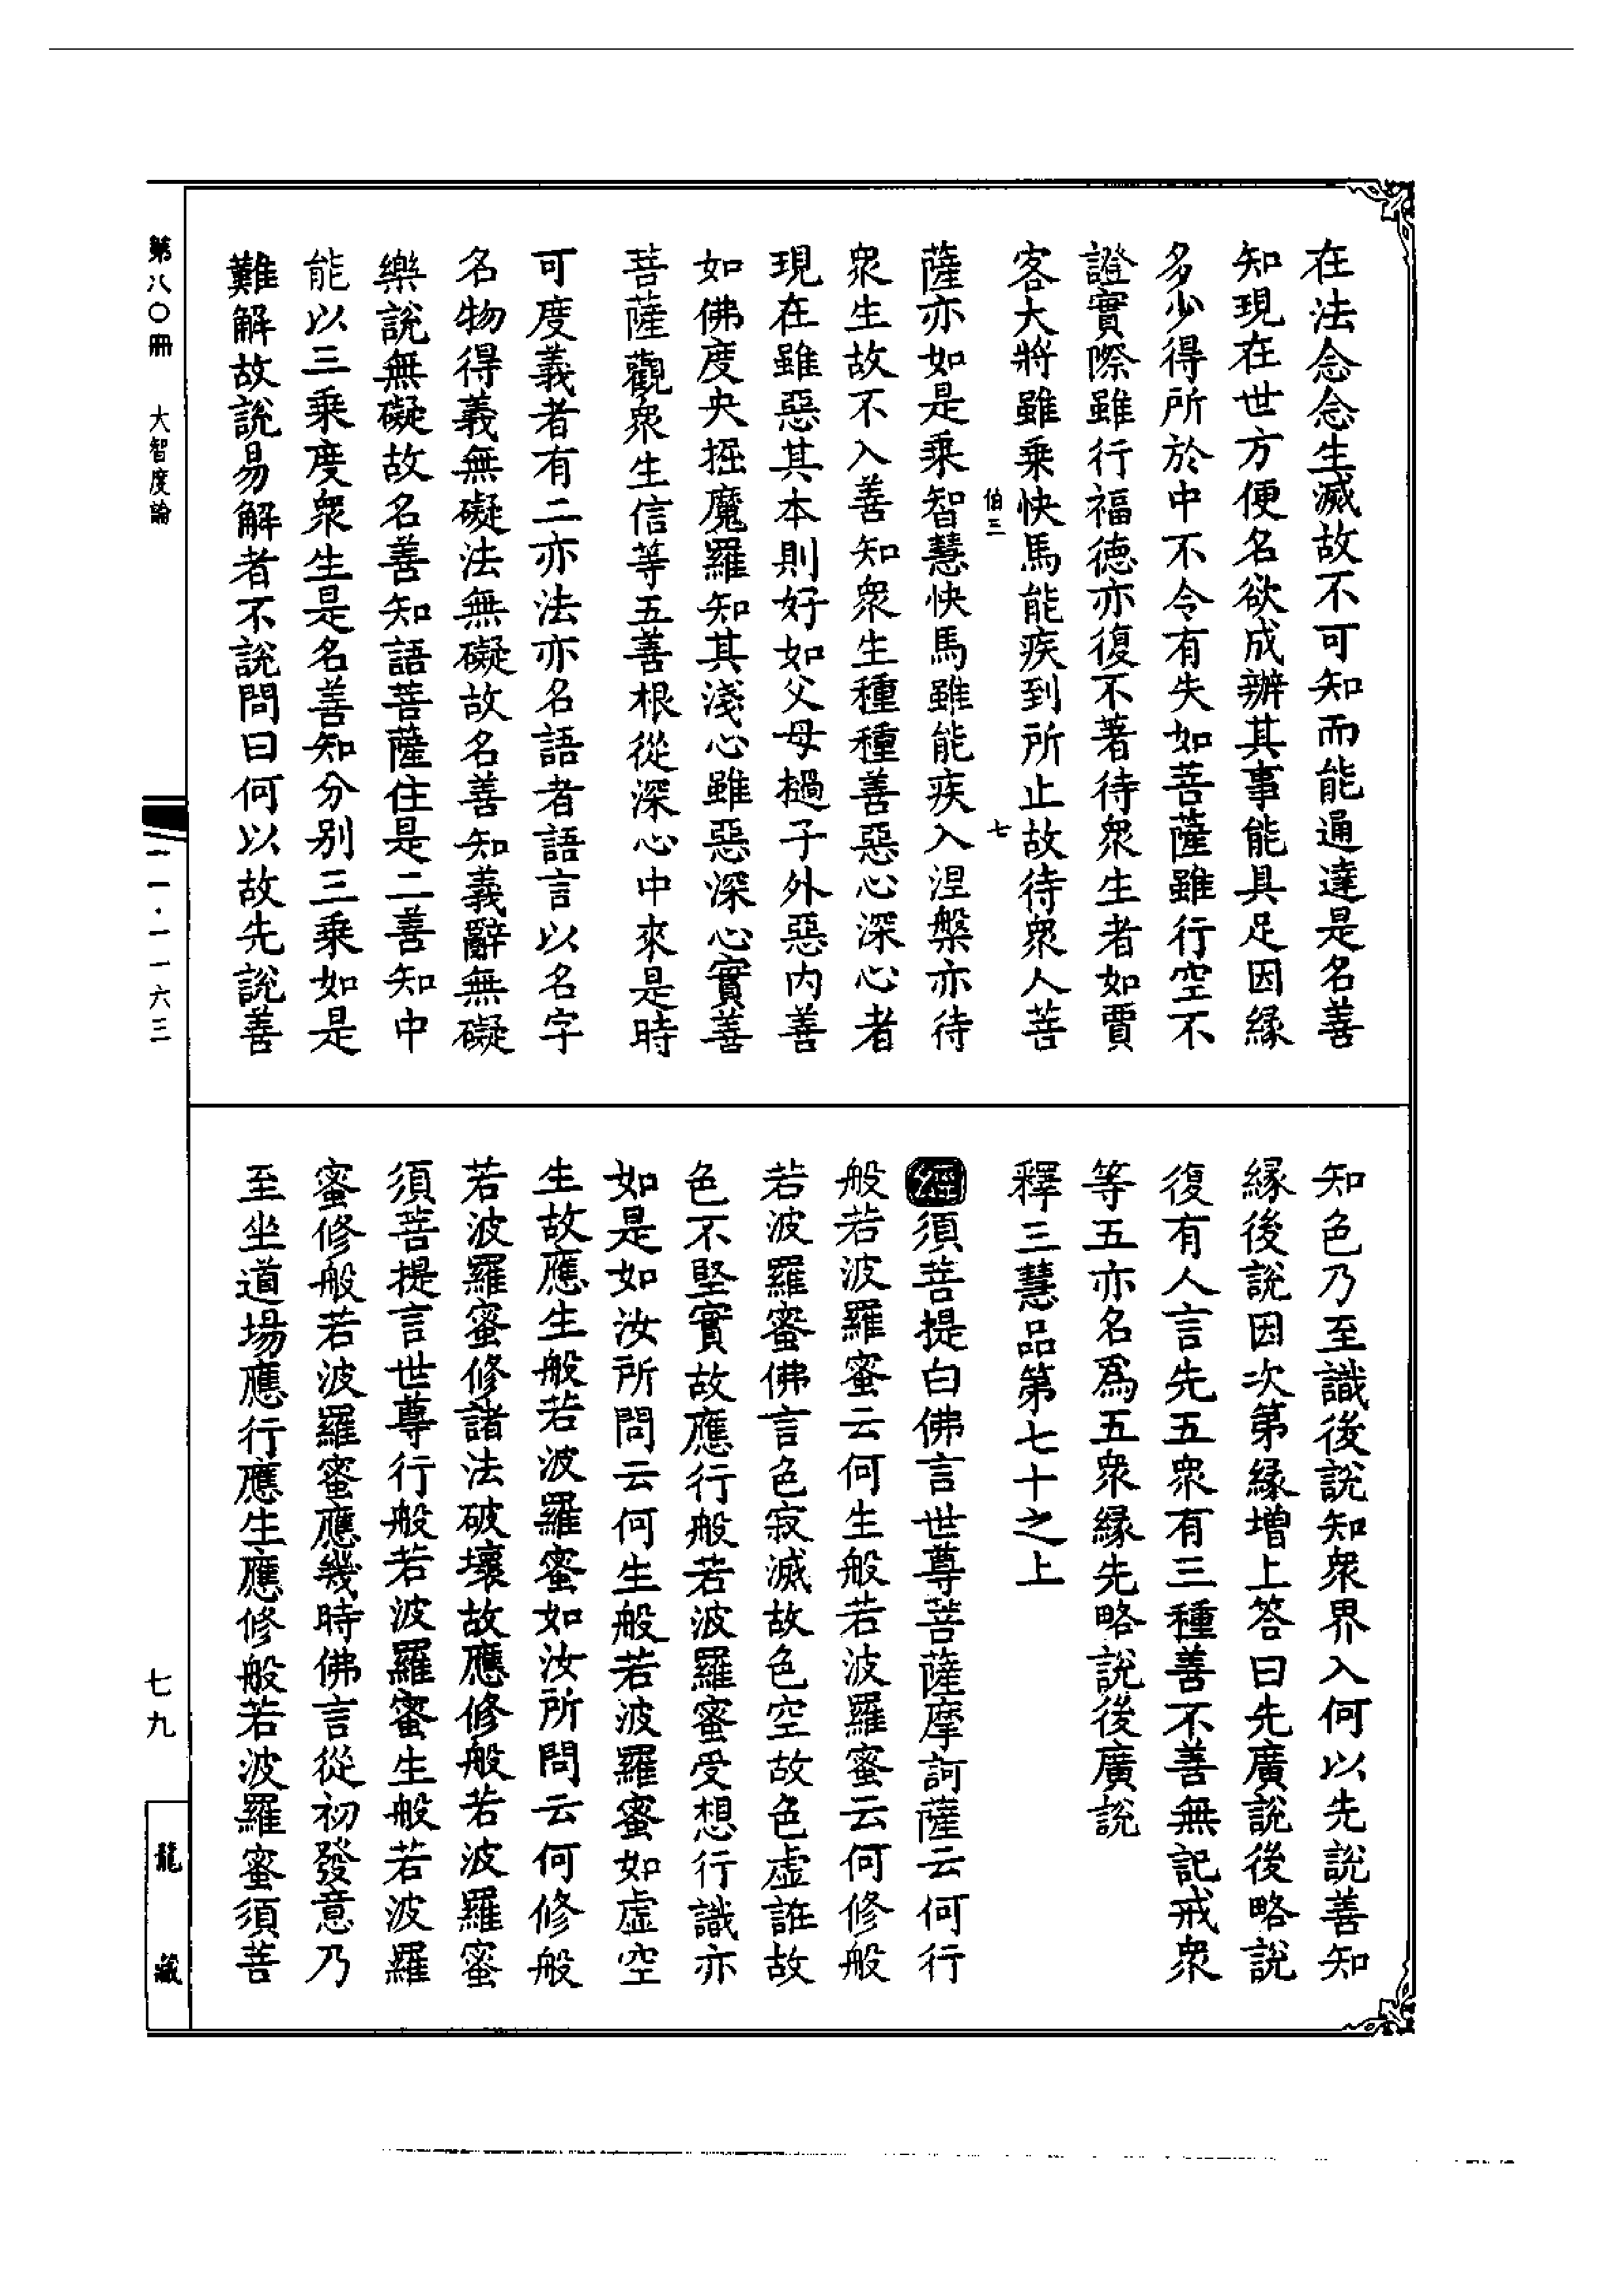 在法念念生滅故不可知而能通達是名善
知現在世方便名欲成辦其事能具足因緣
多少得所於中不令有失如菩薩雖行空不
證實際雖行福德亦復不著待衆生者如賈
客大將雖乘快馬能疾到所止故待衆人菩
伯三
七
薩亦如是乘智慧快馬雖能疾入涅槃亦待
衆生故不入善知衆生種種善惡心深心者
現在雖惡其本則好如父母撾子外惡内善
如佛度央掘魔羅知其淺心雖惡深心實善
菩薩觀衆生信等五善根從深心中來是時
可度義者有二亦法亦名語者語言以名字
名物得義無礙法無礙故名善知義辭無礙
樂說無礙故名善知語菩薩住是二善知中
能以三乘度衆生是名善知分别三乘如是
難解故說易解者不說問曰何以故先說善
知色乃至識後說知衆界入何以先說善知
緣後說因次第緣增上答曰先廣說後略說
復有人言先五衆有三種善不善無記戒衆
等五亦名爲五衆緣先略說後廣說
釋三慧品第七十之上
經須菩提白佛言世尊菩薩摩訶薩云何行
般若波羅蜜云何生般若波羅蜜云何修般
若波羅蜜佛言色寂滅故色空故色虛誑故
色不堅實故應行般若波羅蜜受想行識亦
如是如汝所問云何生般若波羅蜜如虛空
生故應生般若波羅蜜如汝所問云何修般
若波羅蜜修諸法破壞故應修般若波羅蜜
須菩提言世尊行般若波羅蜜生般若波羅
蜜修般若波羅蜜應幾時佛言從初發意乃
至坐道場應行應生應修般若波羅蜜須菩
第八〇冊 大智度論
一一·一一六三
七九
龍藏